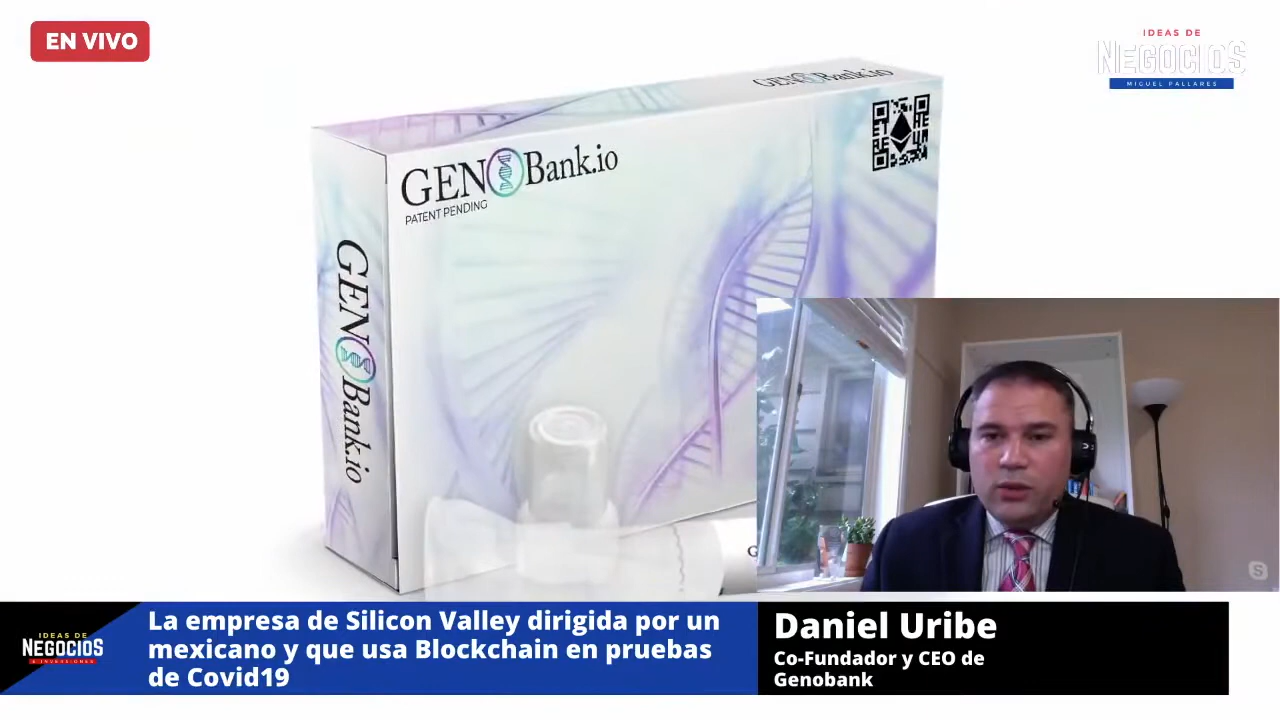 EN VIVO
IDEAS DE
NEGOCIOS
MIGUEL PALLARES
GENOBank.io
GENOBank.io
PATENT PENDING
GENOBank.io
IDEAS DE
NEGOCIOS
& INVERSIONES
La empresa de Silicon Valley dirigida por un
mexicano y que usa Blockchain en pruebas
de Covid19
Daniel Uribe
Co-Fundador y CEO de
Genobank